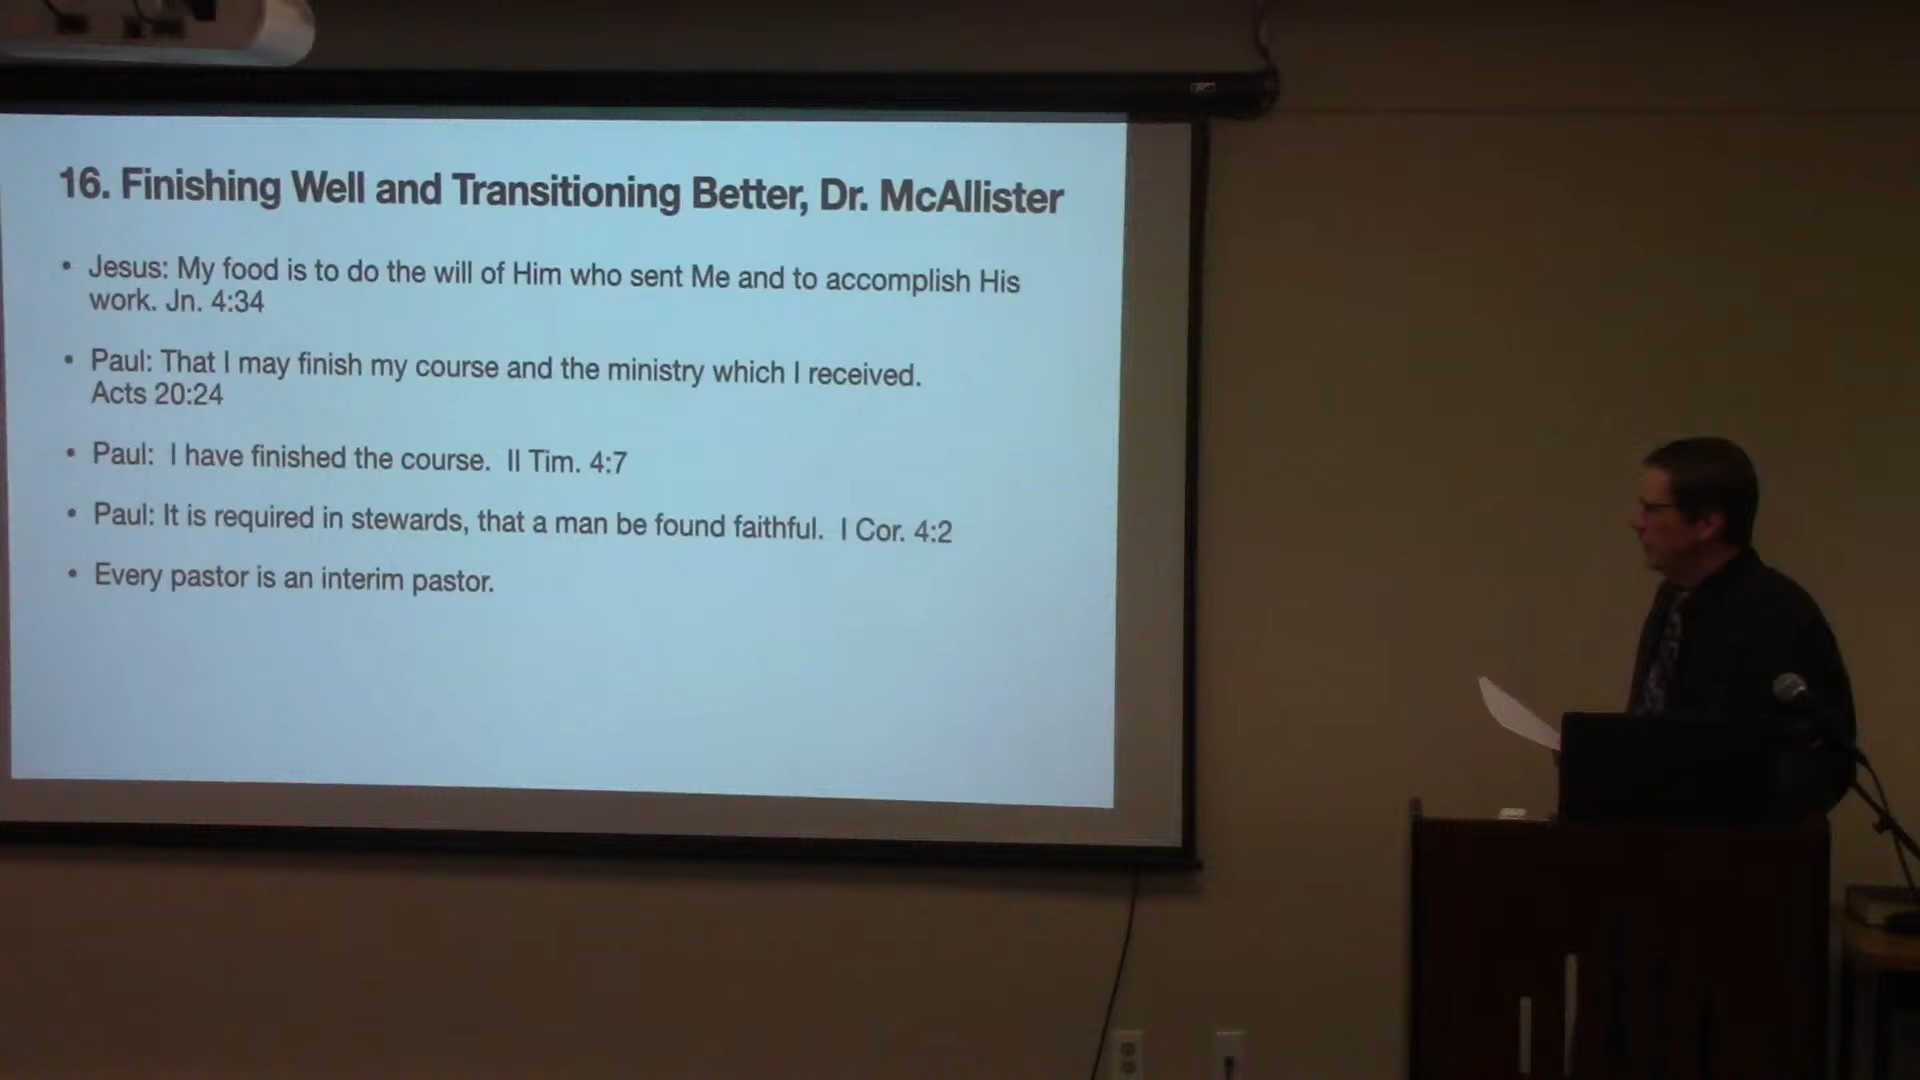 16. Finishing Well and Transitioning Better, Dr. McAllister
• Jesus: My food is to do the will of Him who sent Me and to accomplish His
work. Jn. 4:34
• Paul: That I may finish my course and the ministry which I received.
Acts 20:24
• Paul:  I have finished the course.  II Tim. 4:7
• Paul: It is required in stewards, that a man be found faithful.  I Cor. 4:2
• Every pastor is an interim pastor.